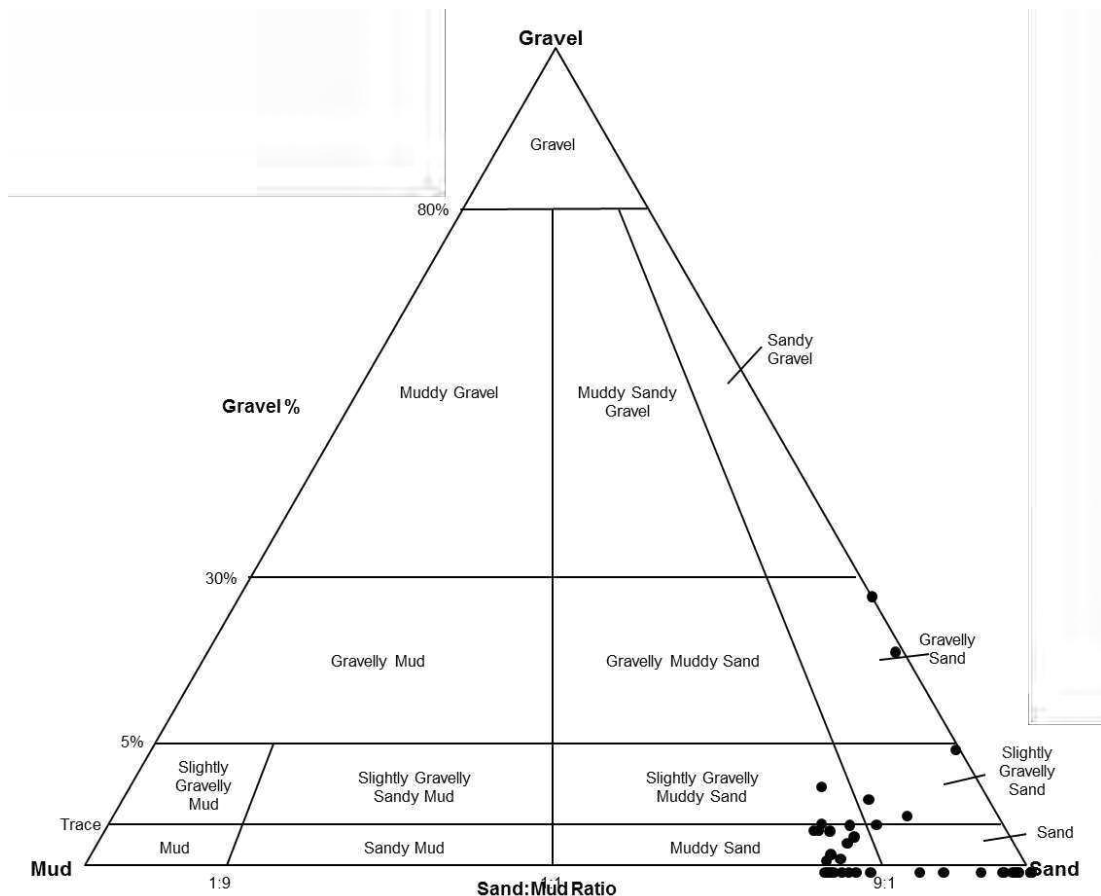 Gravel
Gravel
80%
Sandy
Gravel
Muddy Gravel
Muddy Sandy
Gravel
Gravel %
30%
Gravelly
Sand
Gravelly Mud
Gravelly Muddy Sand
5%
Slightly
Gravelly
Mud
Slightly Gravelly
Sandy Mud
Slightly Gravelly
Muddy Sand
Slightly
Gravelly
Sand
Trace
Sand
Mud
Mud
Sandy Mud
Muddy Sand
Sand
1:9
1:1
9:1
Sand:Mud Ratio